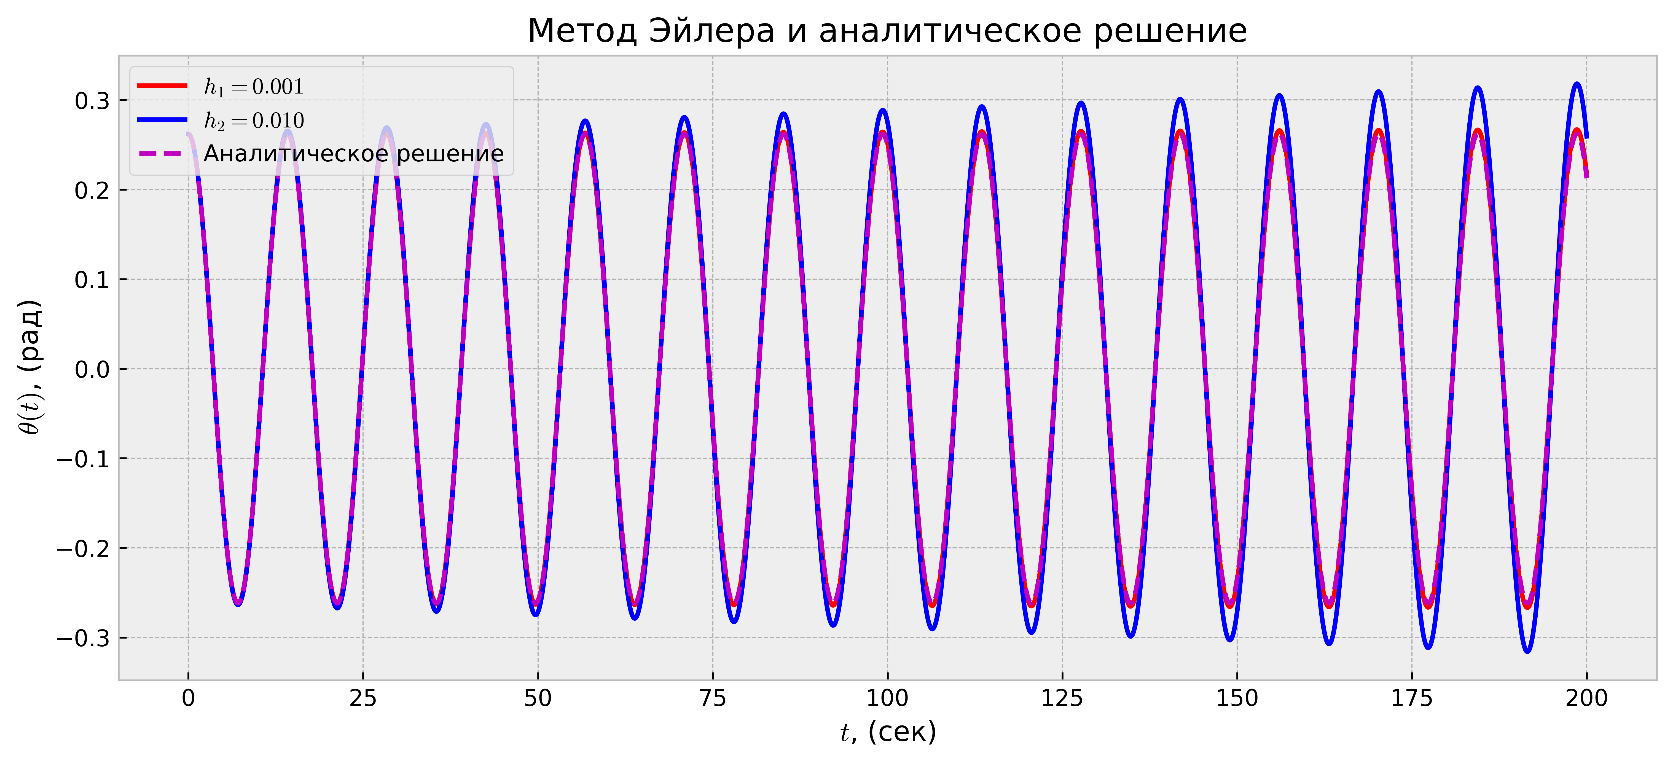 Метод Эйлера и аналитическое решение
h₁ = 0.001
h₂ = 0.010
Аналитическое решение
θ(t), (рад)
0.3
0.2
0.1
0.0
−0.1
−0.2
−0.3
0 25 50 75 100 125 150 175 200
t, (сек)